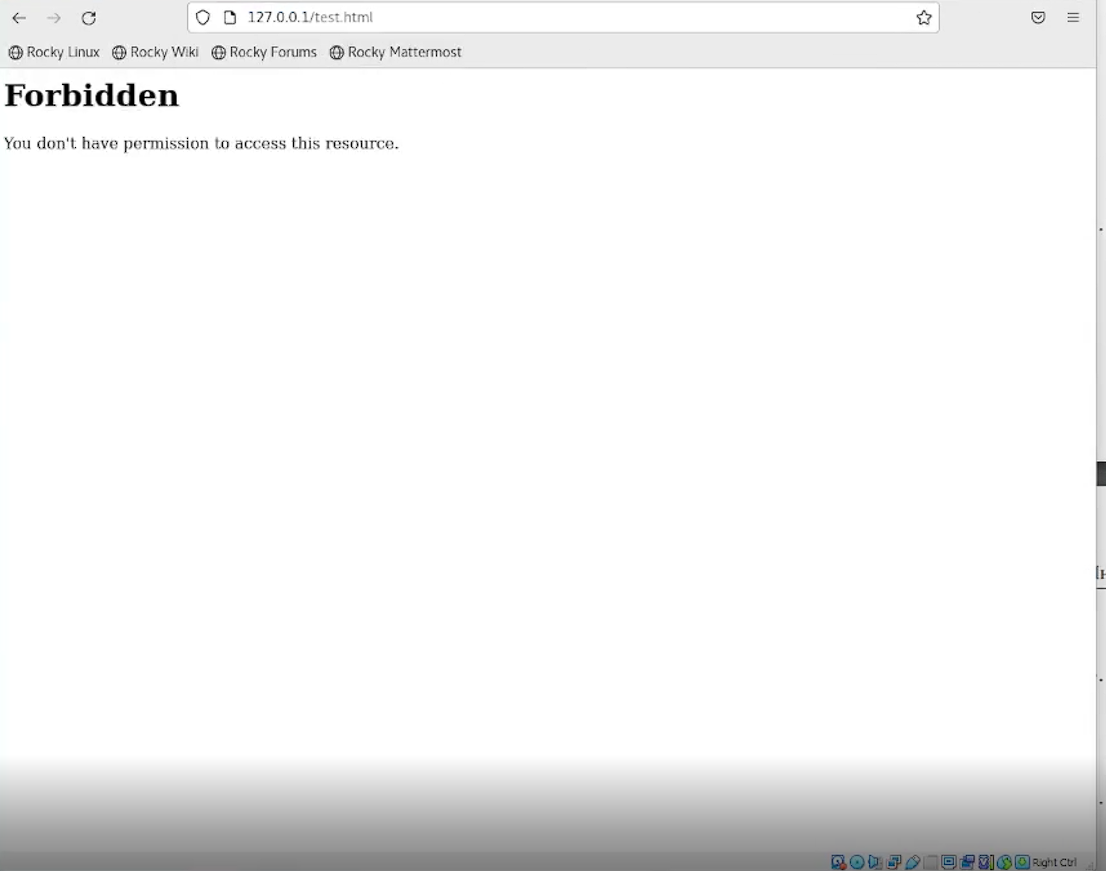 127.0.0.1/test.html
Rocky Linux Rocky Wiki Rocky Forums Rocky Mattermost
Forbidden
You don't have permission to access this resource.
Right Ctrl